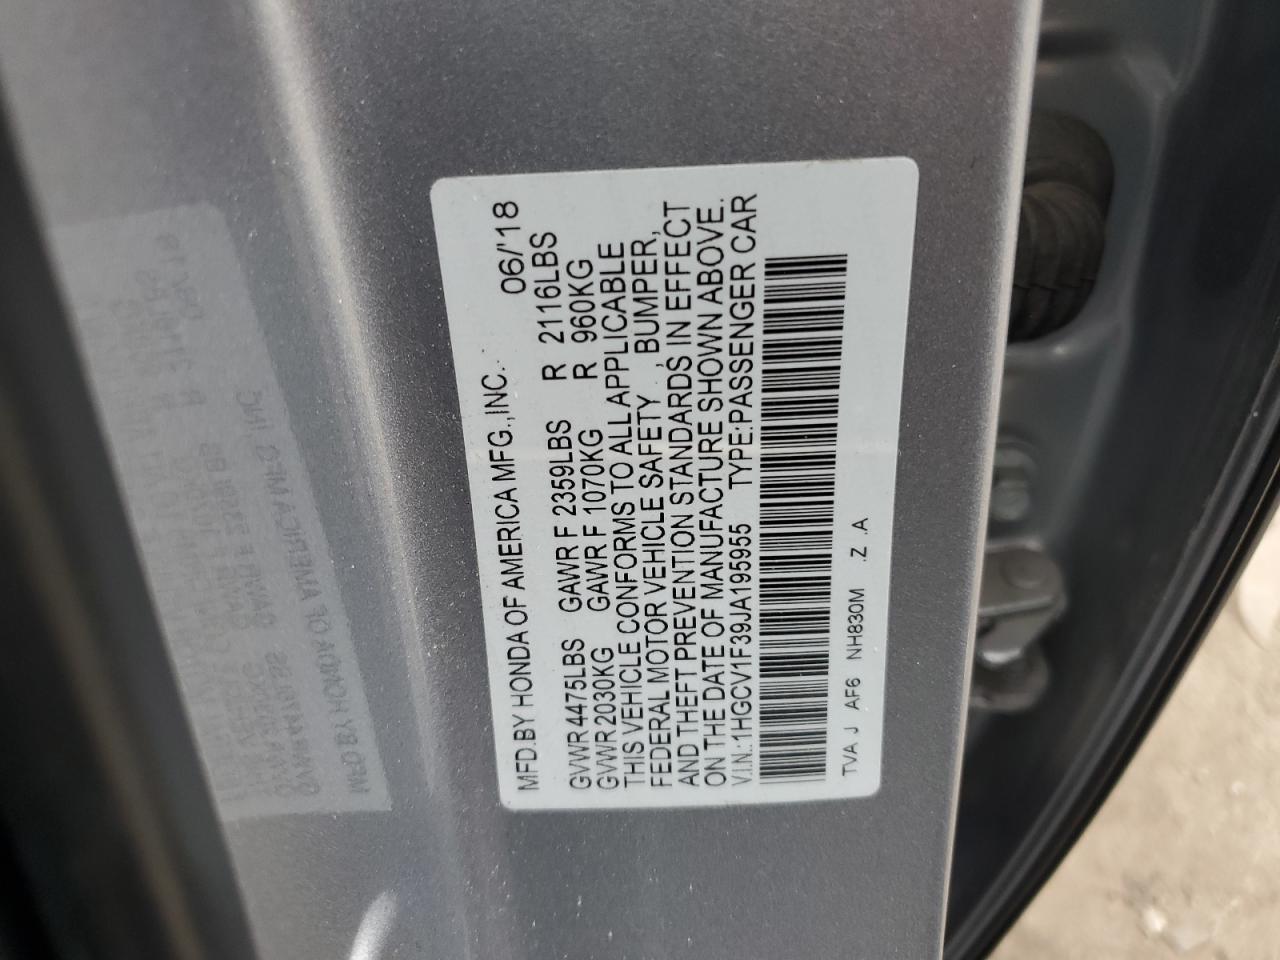 MFD.BY HONDA OF AMERICA MFG.,INC. 06/'18
GVWR 4475LBS GAWR F 2359LBS R 2116LBS
GVWR2030KG GAWR F 1070KG R 960KG
THIS VEHICLE CONFORMS TO ALL APPLICABLE
FEDERAL MOTOR VEHICLE SAFETY , BUMPER,
AND THEFT PREVENTION STANDARDS IN EFFECT
ON THE DATE OF MANUFACTURE SHOWN ABOVE.
V.I.N.:1HGCV1F39JA195955 TYPE:PASSENGER CAR
TVA J AF6 NH830M .Z .A